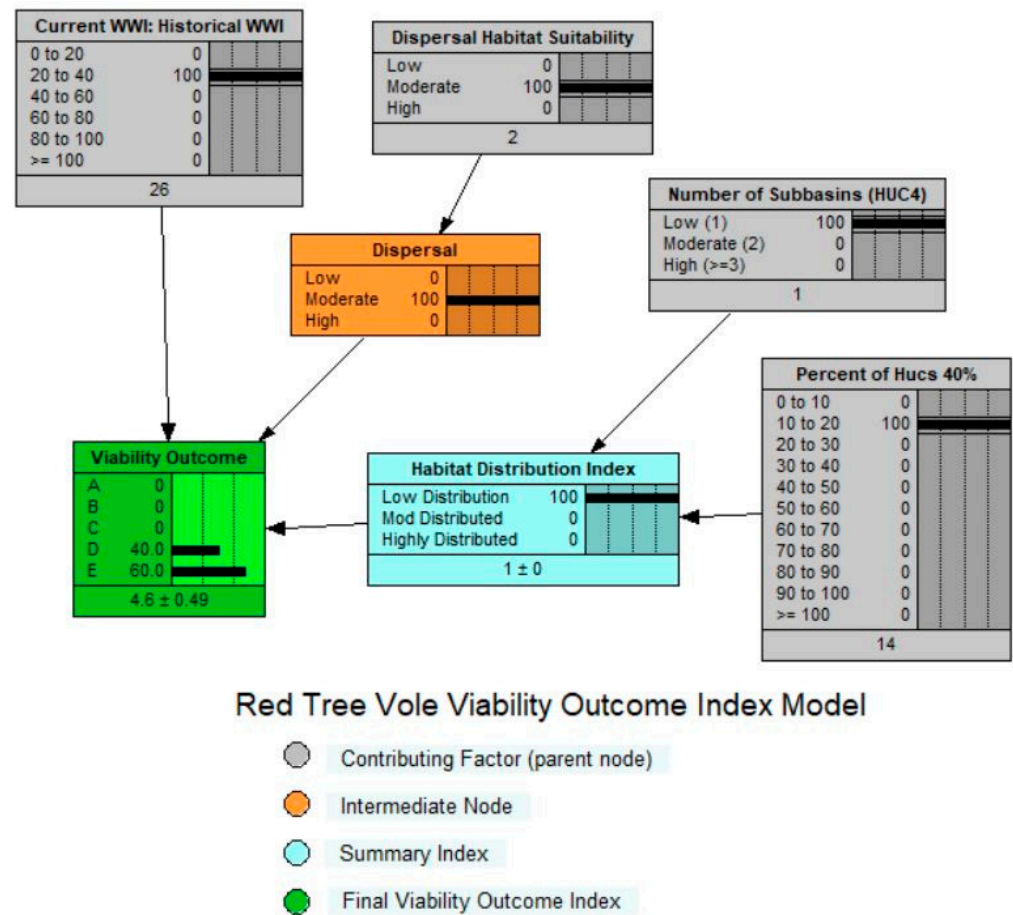 Current WWI: Historical WWI
0 to 20 0
20 to 40 100
40 to 60 0
60 to 80 0
80 to 100 0
>= 100 0
26
Dispersal Habitat Suitability
Low 0
Moderate 100
High 0
2
Number of Subbasins (HUC4)
Low (1) 100
Moderate (2) 0
High (>=3) 0
1
Dispersal
Low 0
Moderate 100
High 0
Percent of Hucs 40%
0 to 10 0
10 to 20 100
20 to 30 0
30 to 40 0
40 to 50 0
50 to 60 0
60 to 70 0
70 to 80 0
80 to 90 0
90 to 100 0
>= 100 0
14
Viability Outcome
A 0
B 0
C 0
D 40.0
E 60.0
4.6 ± 0.49
Habitat Distribution Index
Low Distribution 100
Mod Distributed 0
Highly Distributed 0
1 ± 0
Red Tree Vole Viability Outcome Index Model
Contributing Factor (parent node)
Intermediate Node
Summary Index
Final Viability Outcome Index